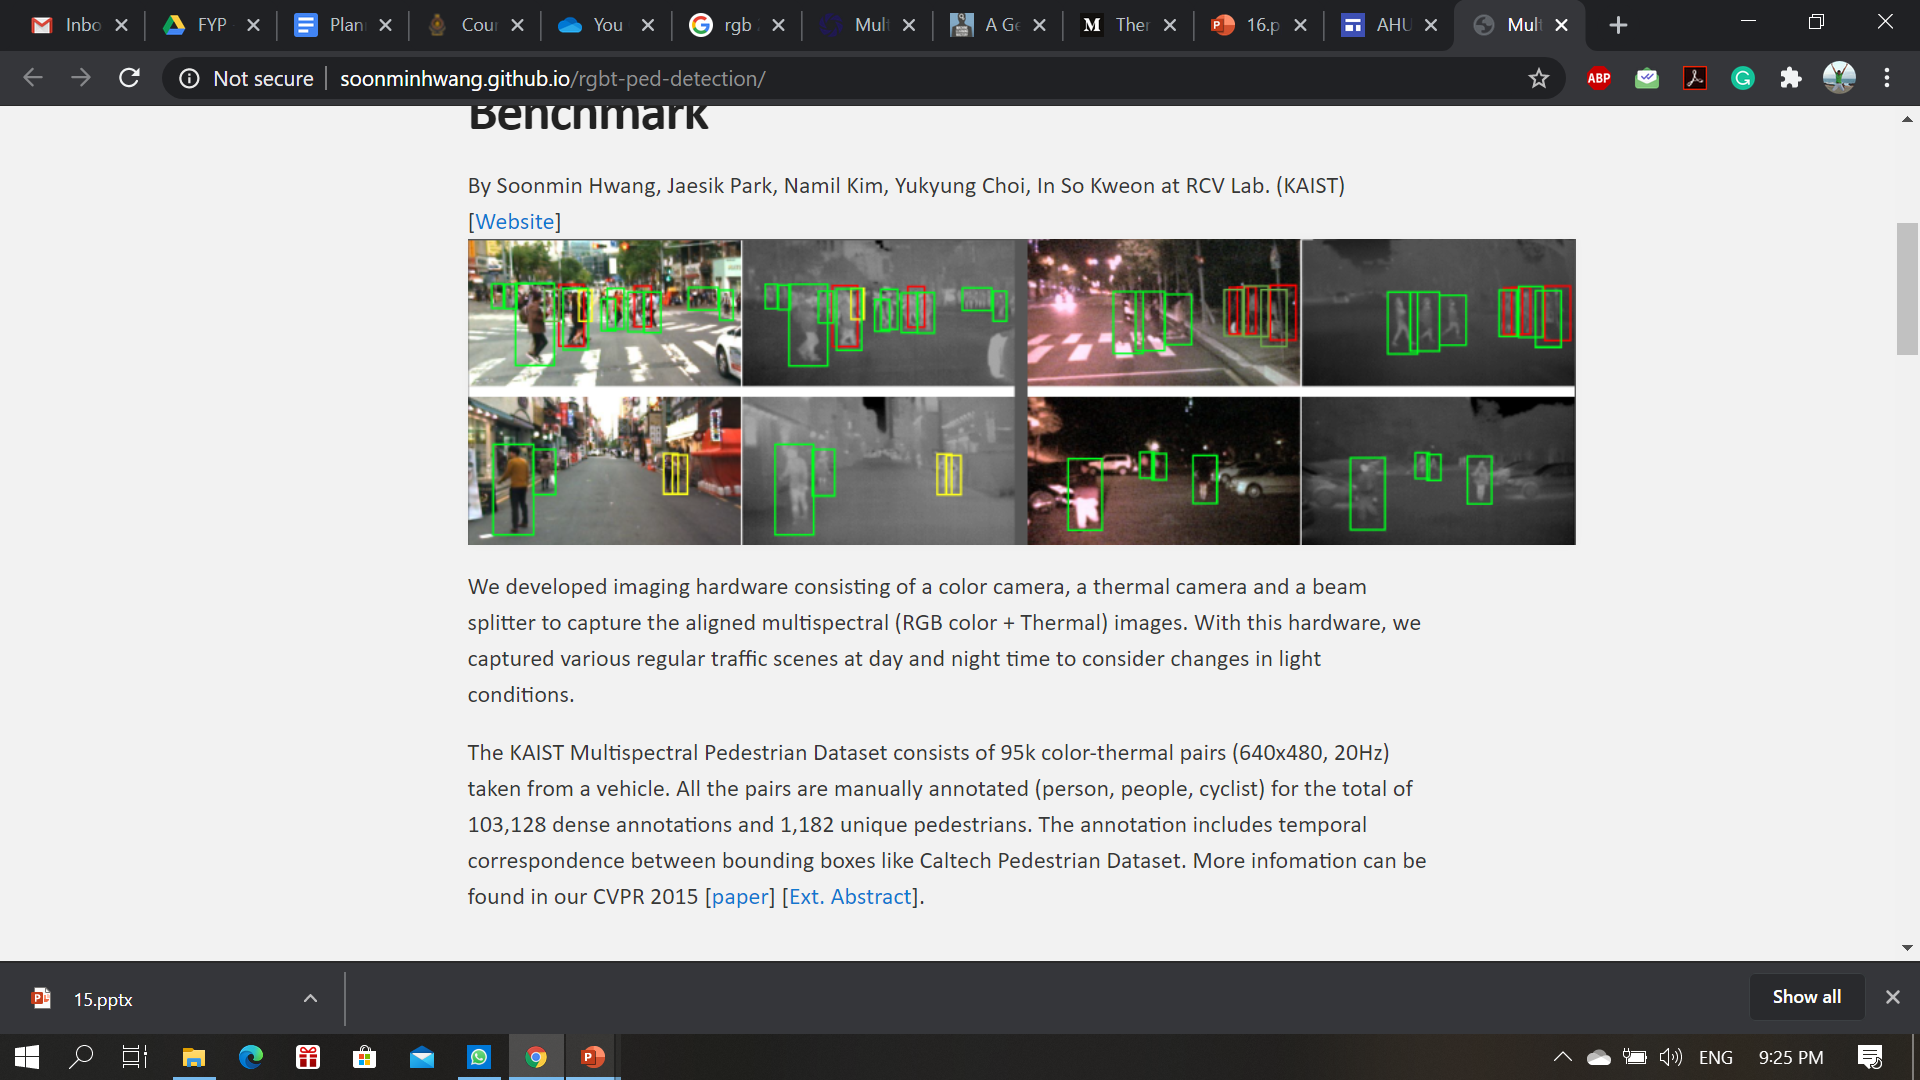 Inbo
FYP
Plan
Cour
You
rgb
Mult
A Ge
Ther
16.p
AHU
Mult
Not secure
soonminhwang.github.io/rgbt-ped-detection/
ABP
Benchmark
By Soonmin Hwang, Jaesik Park, Namil Kim, Yukyung Choi, In So Kweon at RCV Lab. (KAIST)
[Website]
We developed imaging hardware consisting of a color camera, a thermal camera and a beam
splitter to capture the aligned multispectral (RGB color + Thermal) images. With this hardware, we
captured various regular traffic scenes at day and night time to consider changes in light
conditions.
The KAIST Multispectral Pedestrian Dataset consists of 95k color-thermal pairs (640x480, 20Hz)
taken from a vehicle. All the pairs are manually annotated (person, people, cyclist) for the total of
103,128 dense annotations and 1,182 unique pedestrians. The annotation includes temporal
correspondence between bounding boxes like Caltech Pedestrian Dataset. More infomation can be
found in our CVPR 2015 [paper] [Ext. Abstract].
15.pptx
Show all
ENG
9:25 PM